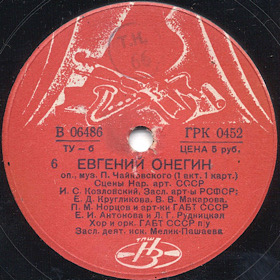 В 06486 ГРК 0452
ТУ – 6 ЦЕНА 5 руб.
6 ЕВГЕНИЙ ОНЕГИН
оп., муз. П. Чайковского (1 акт. 1 карт.)
Сцены Нар. арт. СССР
И. С. Козловский, Засл. арт-ы РСФСР:
Е. Д. Кругликова, В. В. Макарова,
П. М. Норцов и арт-ки ГАБТ СССР
Е. И. Антонова и Л. Г. Рудницкая
Хор и орк. ГАБТ СССР п/у
Засл. деят. иск. Мелик-Пашаева